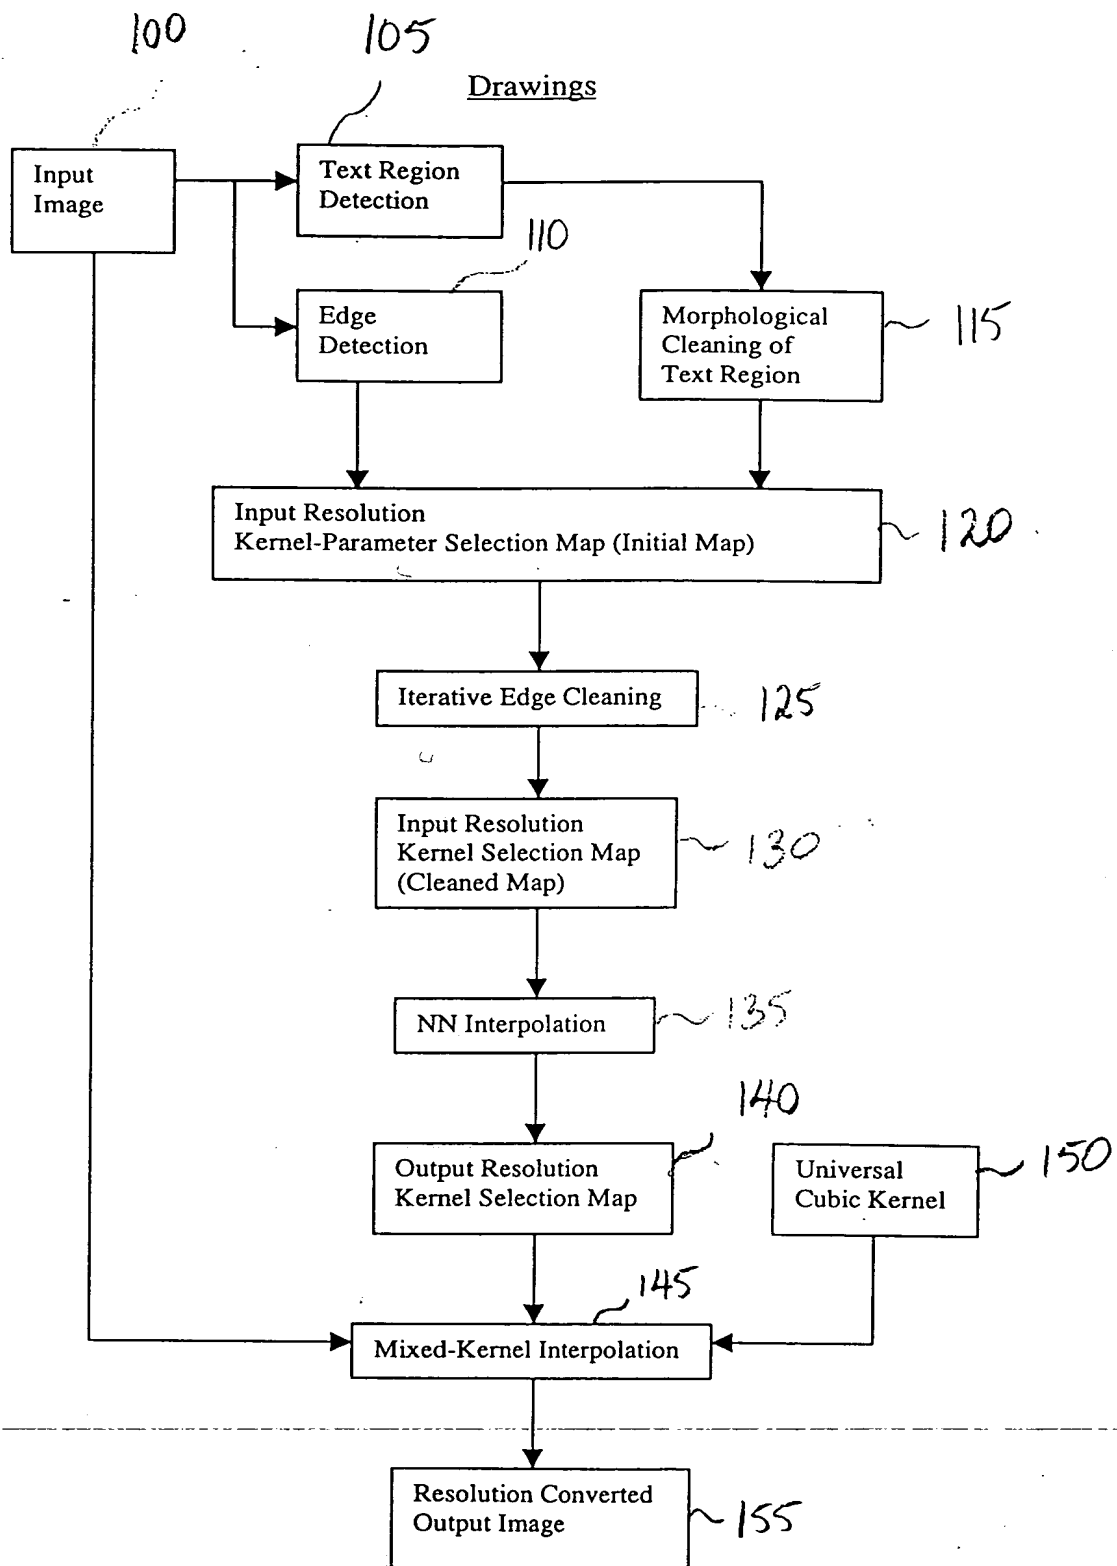 100
105
Drawings
Input
Image
Text Region
Detection
110
Edge
Detection
Morphological
Cleaning of
Text Region
115
Input Resolution
Kernel-Parameter Selection Map (Initial Map)
120
Iterative Edge Cleaning
125
Input Resolution
Kernel Selection Map
(Cleaned Map)
130
NN Interpolation
135
140
Output Resolution
Kernel Selection Map
Universal
Cubic Kernel
150
145
Mixed-Kernel Interpolation
Resolution Converted
Output Image
155